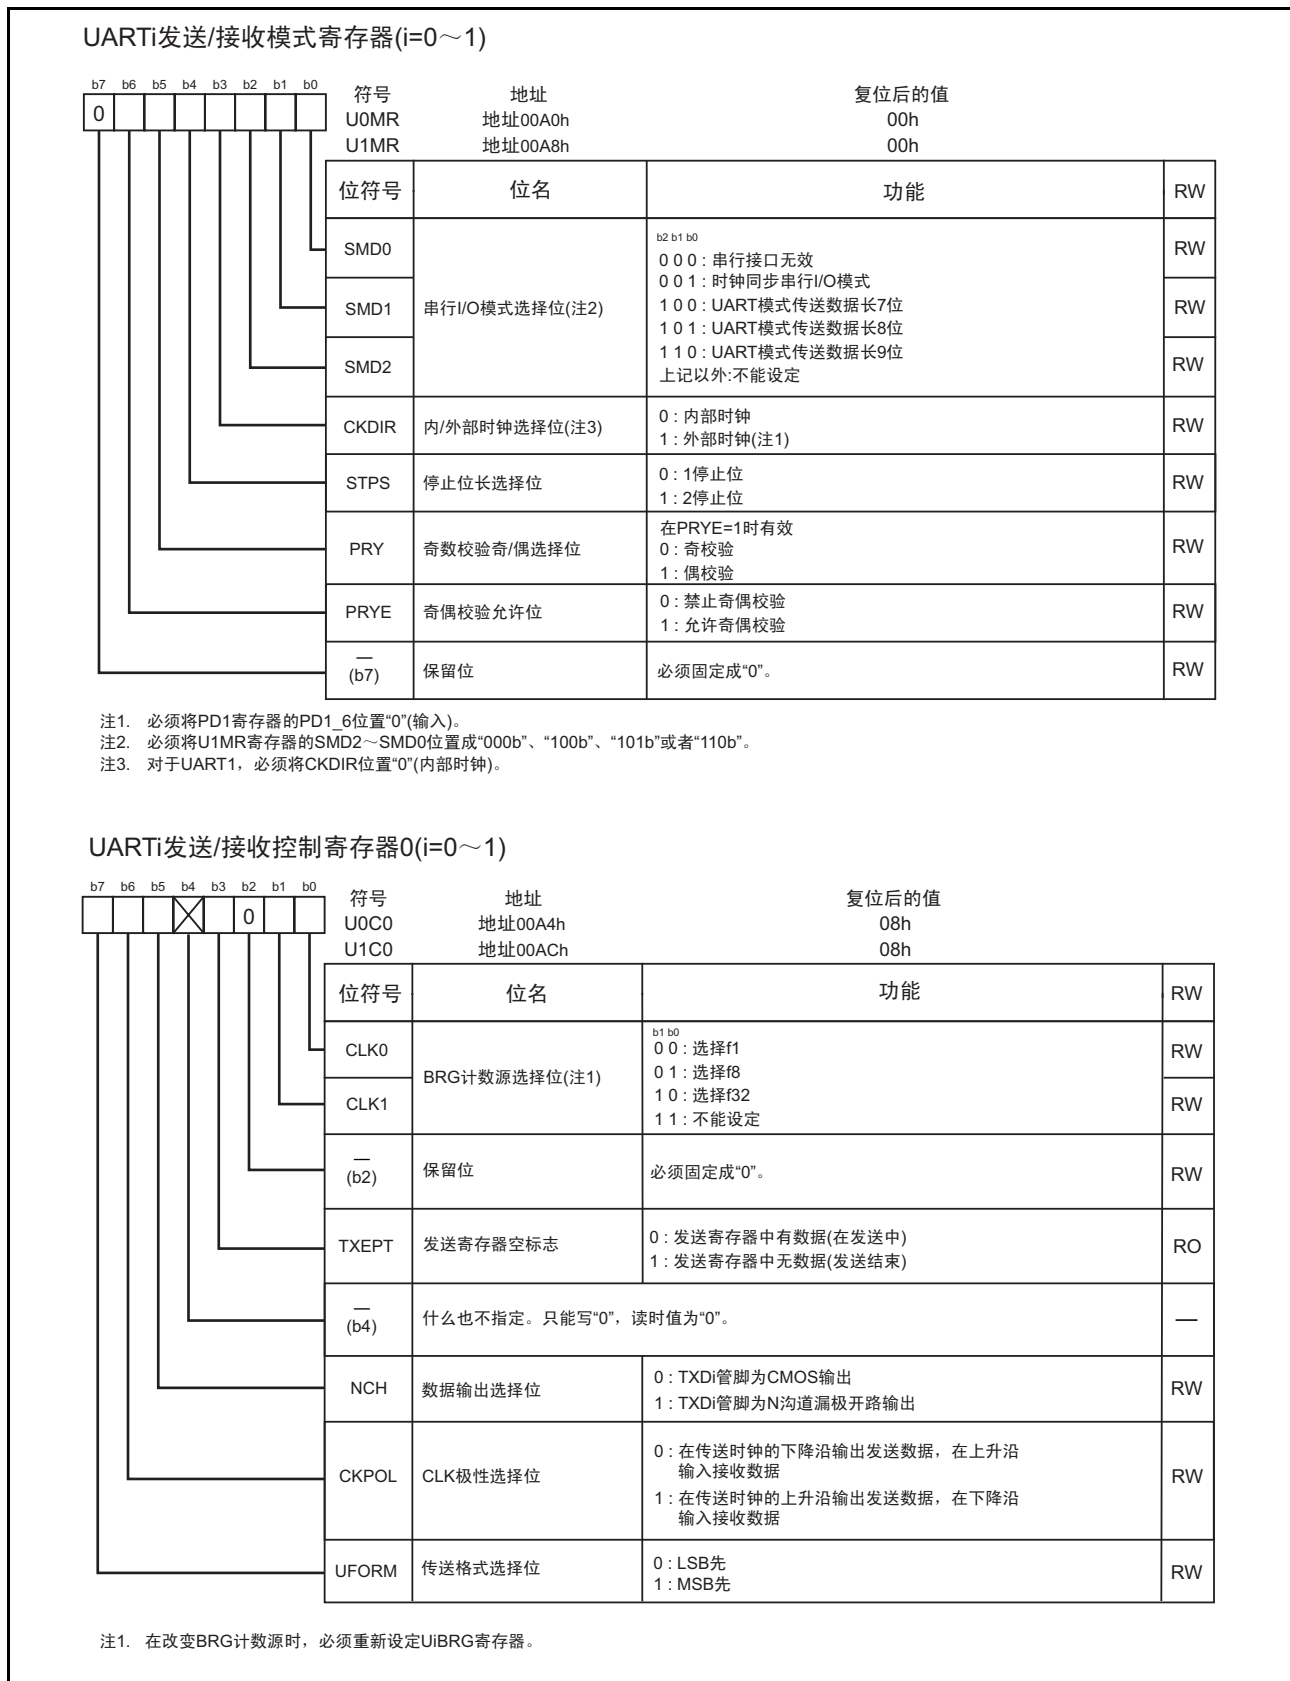 UARTi发送/接收模式寄存器(i=0～1)
b7 b6 b5 b4 b3 b2 b1 b0
0
符号 地址 复位后的值
U0MR 地址00A0h 00h
U1MR 地址00A8h 00h
位符号 位名 功能 RW
SMD0 RW
SMD1 串行I/O模式选择位(注2) RW
SMD2 RW
b2 b1 b0
0 0 0 : 串行接口无效
0 0 1 : 时钟同步串行I/O模式
1 0 0 : UART模式传送数据长7位
1 0 1 : UART模式传送数据长8位
1 1 0 : UART模式传送数据长9位
上记以外:不能设定
CKDIR 内/外部时钟选择位(注3) RW
0 : 内部时钟
1 : 外部时钟(注1)
STPS 停止位长选择位 RW
0 : 1停止位
1 : 2停止位
PRY 奇数校验奇/偶选择位 RW
在PRYE=1时有效
0 : 奇校验
1 : 偶校验
PRYE 奇偶校验允许位 RW
0 : 禁止奇偶校验
1 : 允许奇偶校验
—
(b7) 保留位 必须固定成“0”。 RW
注1. 必须将PD1寄存器的PD1_6位置“0”(输入)。
注2. 必须将U1MR寄存器的SMD2～SMD0位置成“000b”、“100b”、“101b”或者“110b”。
注3. 对于UART1，必须将CKDIR位置“0”(内部时钟)。
UARTi发送/接收控制寄存器0(i=0～1)
b7 b6 b5 b4 b3 b2 b1 b0
0
符号 地址 复位后的值
U0C0 地址00A4h 08h
U1C0 地址00ACh 08h
位符号 位名 功能 RW
CLK0 RW
CLK1 BRG计数源选择位(注1) RW
b1 b0
0 0 : 选择f1
0 1 : 选择f8
1 0 : 选择f32
1 1 : 不能设定
—
(b2) 保留位 必须固定成“0”。 RW
TXEPT 发送寄存器空标志 RO
0 : 发送寄存器中有数据(在发送中)
1 : 发送寄存器中无数据(发送结束)
—
(b4) 什么也不指定。只能写“0”，读时值为“0”。 —
NCH 数据输出选择位 RW
0 : TXDi管脚为CMOS输出
1 : TXDi管脚为N沟道漏极开路输出
CKPOL CLK极性选择位 RW
0 : 在传送时钟的下降沿输出发送数据，在上升沿
输入接收数据
1 : 在传送时钟的上升沿输出发送数据，在下降沿
输入接收数据
UFORM 传送格式选择位 RW
0 : LSB先
1 : MSB先
注1. 在改变BRG计数源时，必须重新设定UiBRG寄存器。